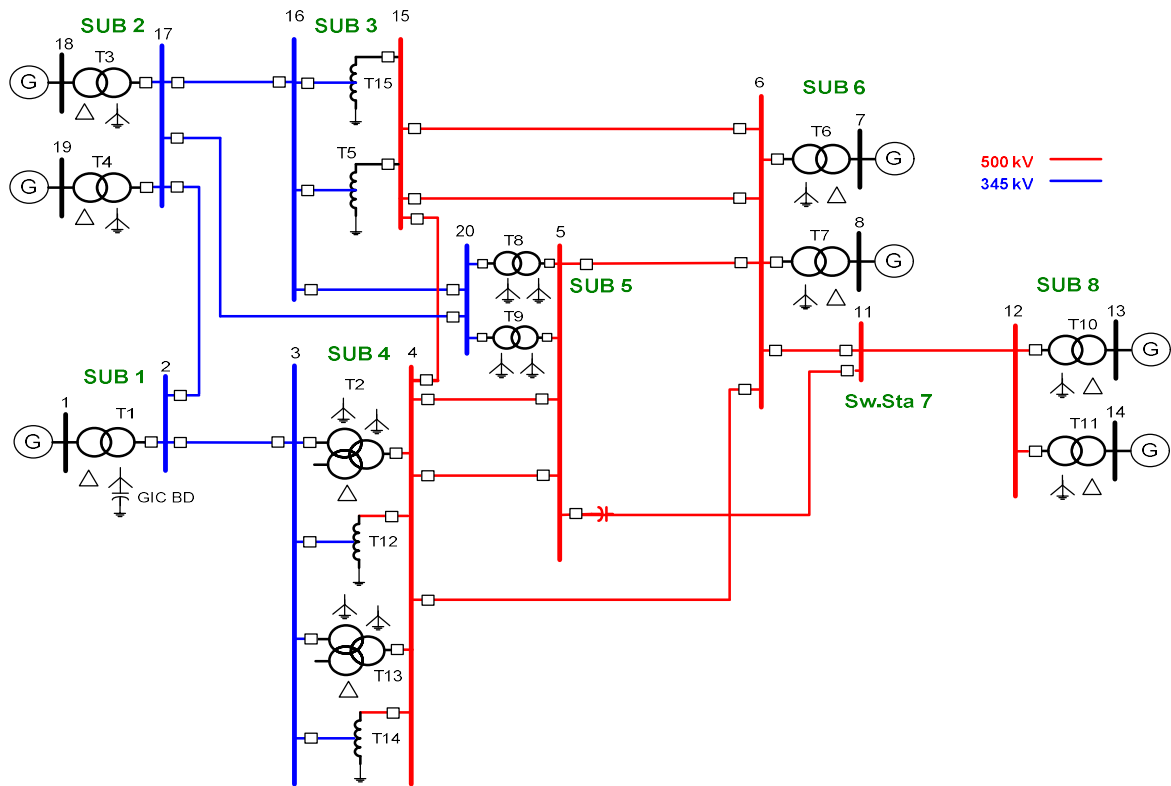 16
SUB 3
15
SUB 2
17
18
T3
G
T15
6
SUB 6
7
T6
G
500 kV
345 kV
19
T4
G
T5
20
T8
5
SUB 5
8
T7
G
SUB 8
T9
11
12
T10
13
G
SUB 4
3
4
SUB 1
2
T2
Sw.Sta 7
1
T1
G
T11
14
G
GIC BD
T12
T13
T14